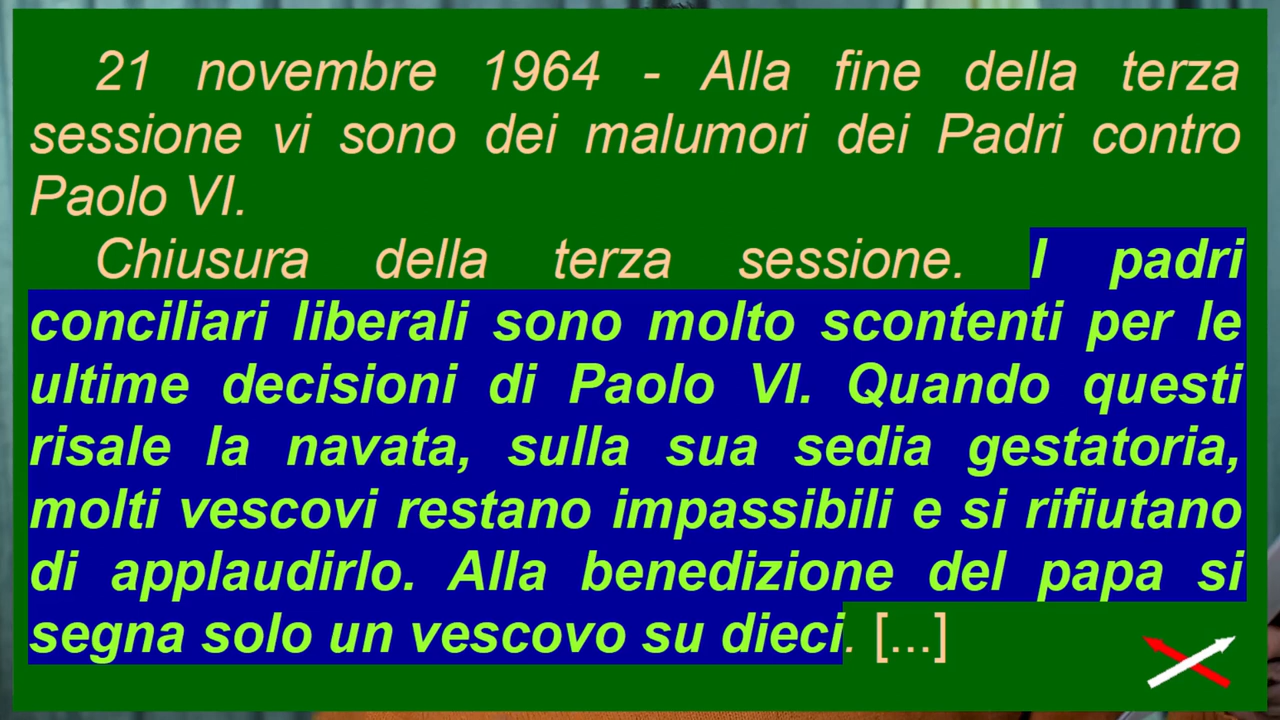 21 novembre 1964 - Alla fine della terza
sessione vi sono dei malumori dei Padri contro
Paolo VI.
Chiusura della terza sessione. I padri
conciliari liberali sono molto scontenti per le
ultime decisioni di Paolo VI. Quando questi
risale la navata, sulla sua sedia gestatoria,
molti vescovi restano impassibili e si rifiutano
di applaudirlo. Alla benedizione del papa si
segna solo un vescovo su dieci. [...]